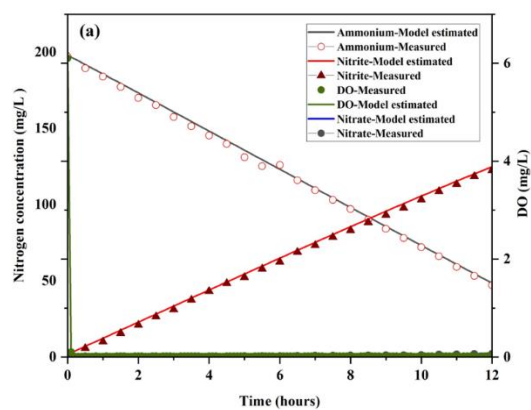 (a)
Ammonium-Model estimated
Ammonium-Measured
Nitrite-Model estimated
Nitrite-Measured
DO-Measured
DO-Model estimated
Nitrate-Model estimated
Nitrate-Measured
Nitrogen concentration (mg/L )
200
150
100
50
0
6
4
2
0
DO (mg/L)
0 2 4 6 8 10 12
Time (hours)